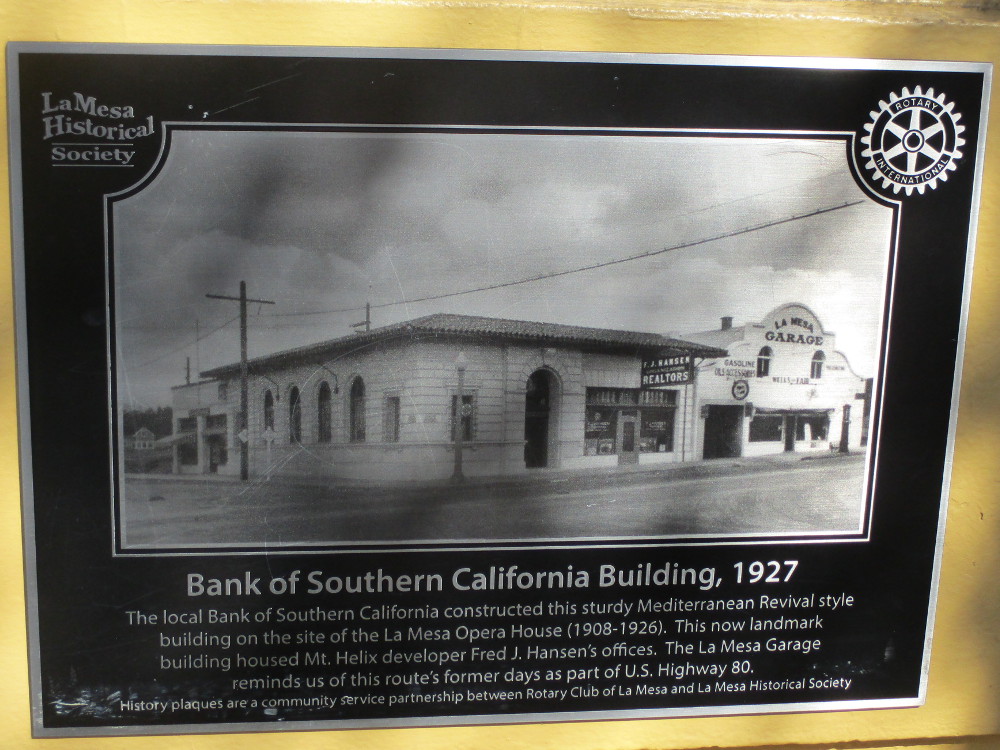 La Mesa
Historical
Society
ROTARY
INTERNATIONAL
LA MESA
GARAGE
GASOLINE
F. J. HANSEN
REALTORS
Bank of Southern California Building, 1927
The local Bank of Southern California constructed this sturdy Mediterranean Revival style
building on the site of the La Mesa Opera House (1908-1926). This now landmark
building housed Mt. Helix developer Fred J. Hansen's offices. The La Mesa Garage
reminds us of this route's former days as part of U.S. Highway 80.
History plaques are a community service partnership between Rotary Club of La Mesa and La Mesa Historical Society